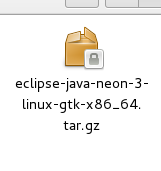 eclipse-java-neon-3-
linux-gtk-x86_64.
tar.gz